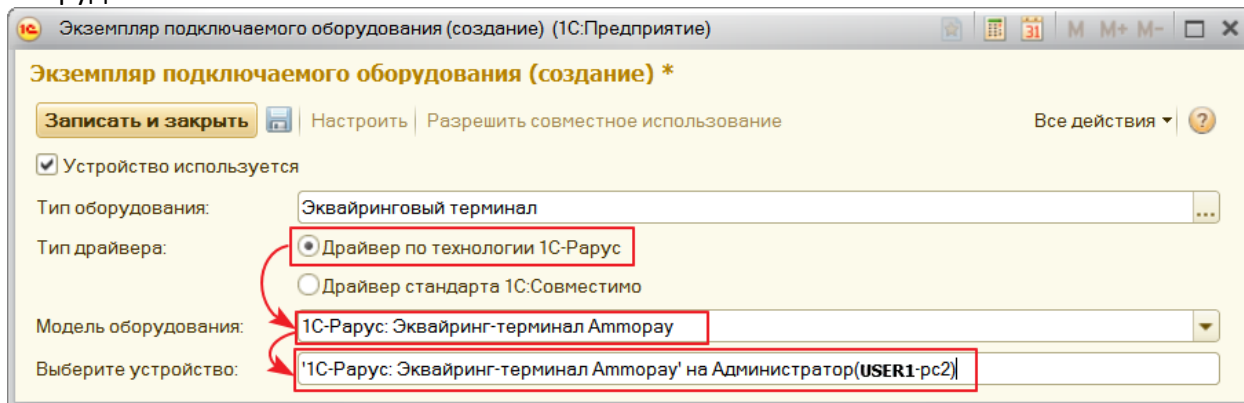 Экземпляр подключаемого оборудования (создание) (1С:Предприятие)
31 M M+ M-
Экземпляр подключаемого оборудования (создание) *
Записать и закрыть Настроить Разрешить совместное использование Все действия ?
Устройство используется
Тип оборудования: Эквайринговый терминал ...
Тип драйвера: Драйвер по технологии 1С-Рарус
Драйвер стандарта 1С:Совместимо
Модель оборудования: 1С-Рарус: Эквайринг-терминал Ammopay
Выберите устройство: '1С-Рарус: Эквайринг-терминал Ammopay' на Администратор(USER1-pc2)